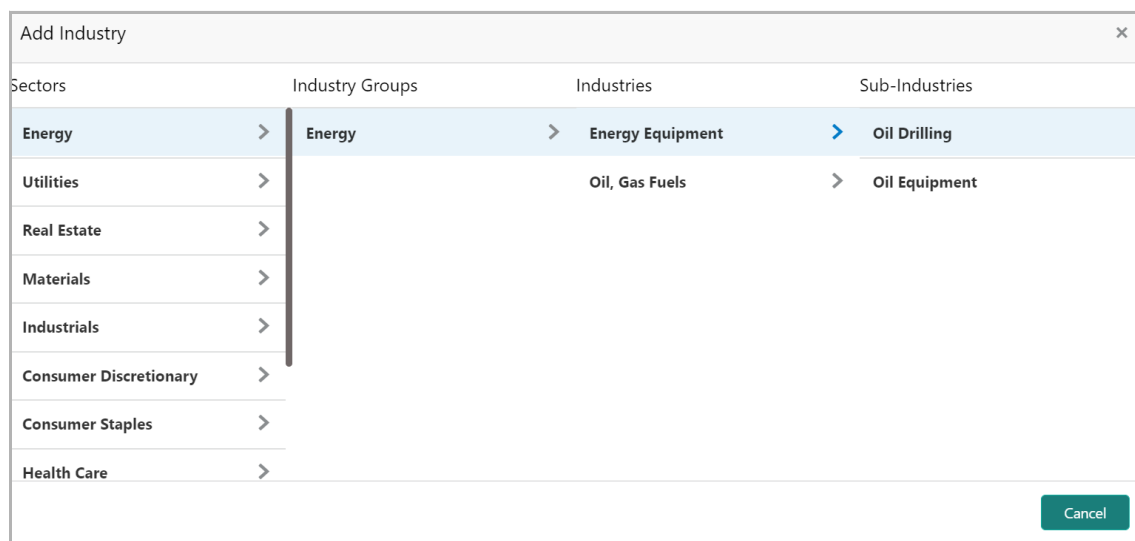 Add Industry ×
Sectors Industry Groups Industries Sub-Industries
Energy Energy Energy Equipment Oil Drilling
Utilities Oil, Gas Fuels Oil Equipment
Real Estate
Materials
Industrials
Consumer Discretionary
Consumer Staples
Health Care
Cancel